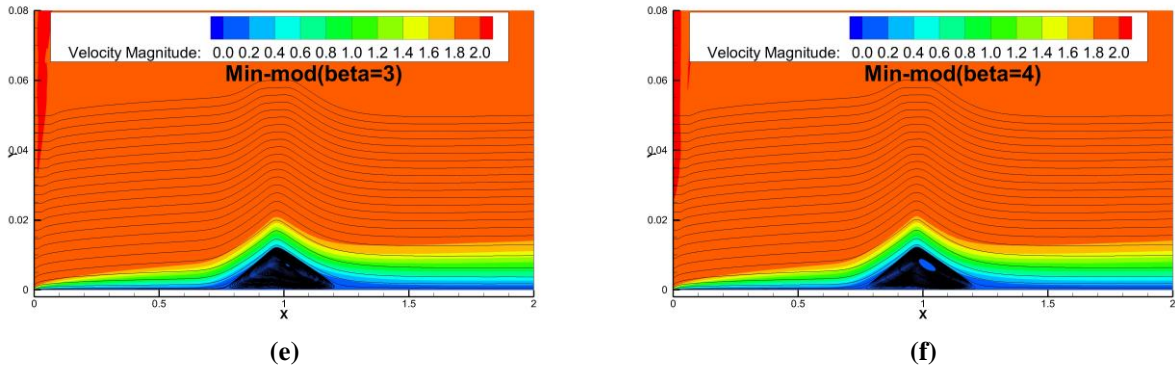 0.08
0.06
0.04
0.02
0
Y
Velocity Magnitude: 0.0 0.2 0.4 0.6 0.8 1.0 1.2 1.4 1.6 1.8 2.0
Min-mod(beta=3)
0 0.5 1 1.5 2
X
(e)
0.08
0.06
0.04
0.02
0
Y
Velocity Magnitude: 0.0 0.2 0.4 0.6 0.8 1.0 1.2 1.4 1.6 1.8 2.0
Min-mod(beta=4)
0 0.5 1 1.5 2
X
(f)